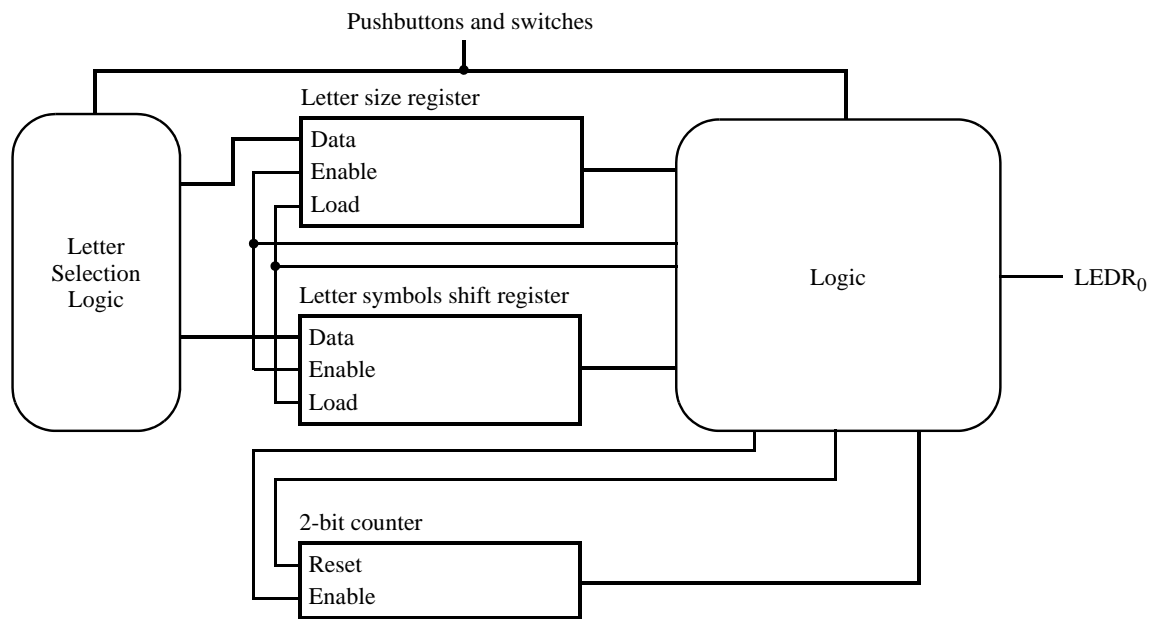 Pushbuttons and switches
Letter size register
Data
Enable
Load
Letter
Selection
Logic
Logic
LEDR0
Letter symbols shift register
Data
Enable
Load
2-bit counter
Reset
Enable